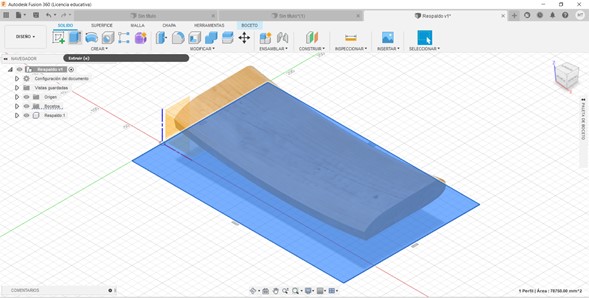 Autodesk Fusion 360 (Licencia educativa)
Sin título*
Sin título*(1)
Respaldo v1*
SÓLIDO SUPERFICIE MALLA CHAPA HERRAMIENTAS BOCETO
DISEÑO
CREAR MODIFICAR ENSAMBLAR CONSTRUIR INSPECCIONAR INSERTAR SELECCIONAR
NAVEGADOR
Extruir (e)
Respaldo v1
Configuración del documento
Vistas guardadas
Origen
Bocetos
Respaldo 1
PALETA DE BOCETO
COMENTARIOS
1 Perfil | Área : 78750.00 mm^2